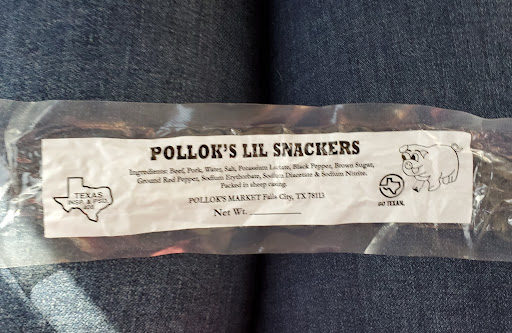 POLLOK'S LIL SNACKERS
Ingredients: Beef, Pork, Water, Salt, Potassium Lactate, Black Pepper, Brown Sugar,
Ground Red Pepper, Sodium Erythorbate, Sodium Diacetate & Sodium Nitrite.
Packed in sheep casing.
POLLOK'S MARKET Falls City, TX 78113
Net Wt.
TEXAS
INSP. & PS'D
GO TEXAN.